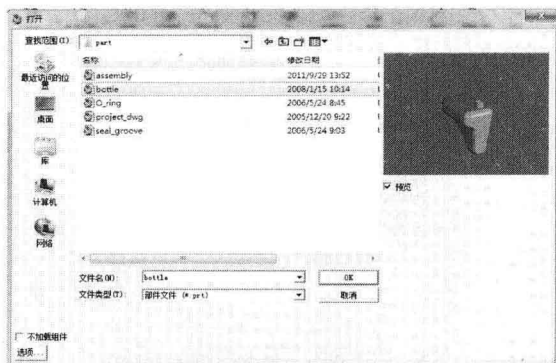 打开
查找范围(I):
part
名称
修改日期
assembly
2011/9/29 13:52
bottle
2008/1/15 10:14
O_ring
2006/5/24 8:45
project_dwg
2005/12/20 9:22
seal_groove
2006/5/24 9:03
最近访问的位置
桌面
库
计算机
网络
预览
文件名(N):
bottle
OK
文件类型(T):
部件文件 (*.prt)
取消
不加载组件
选项...